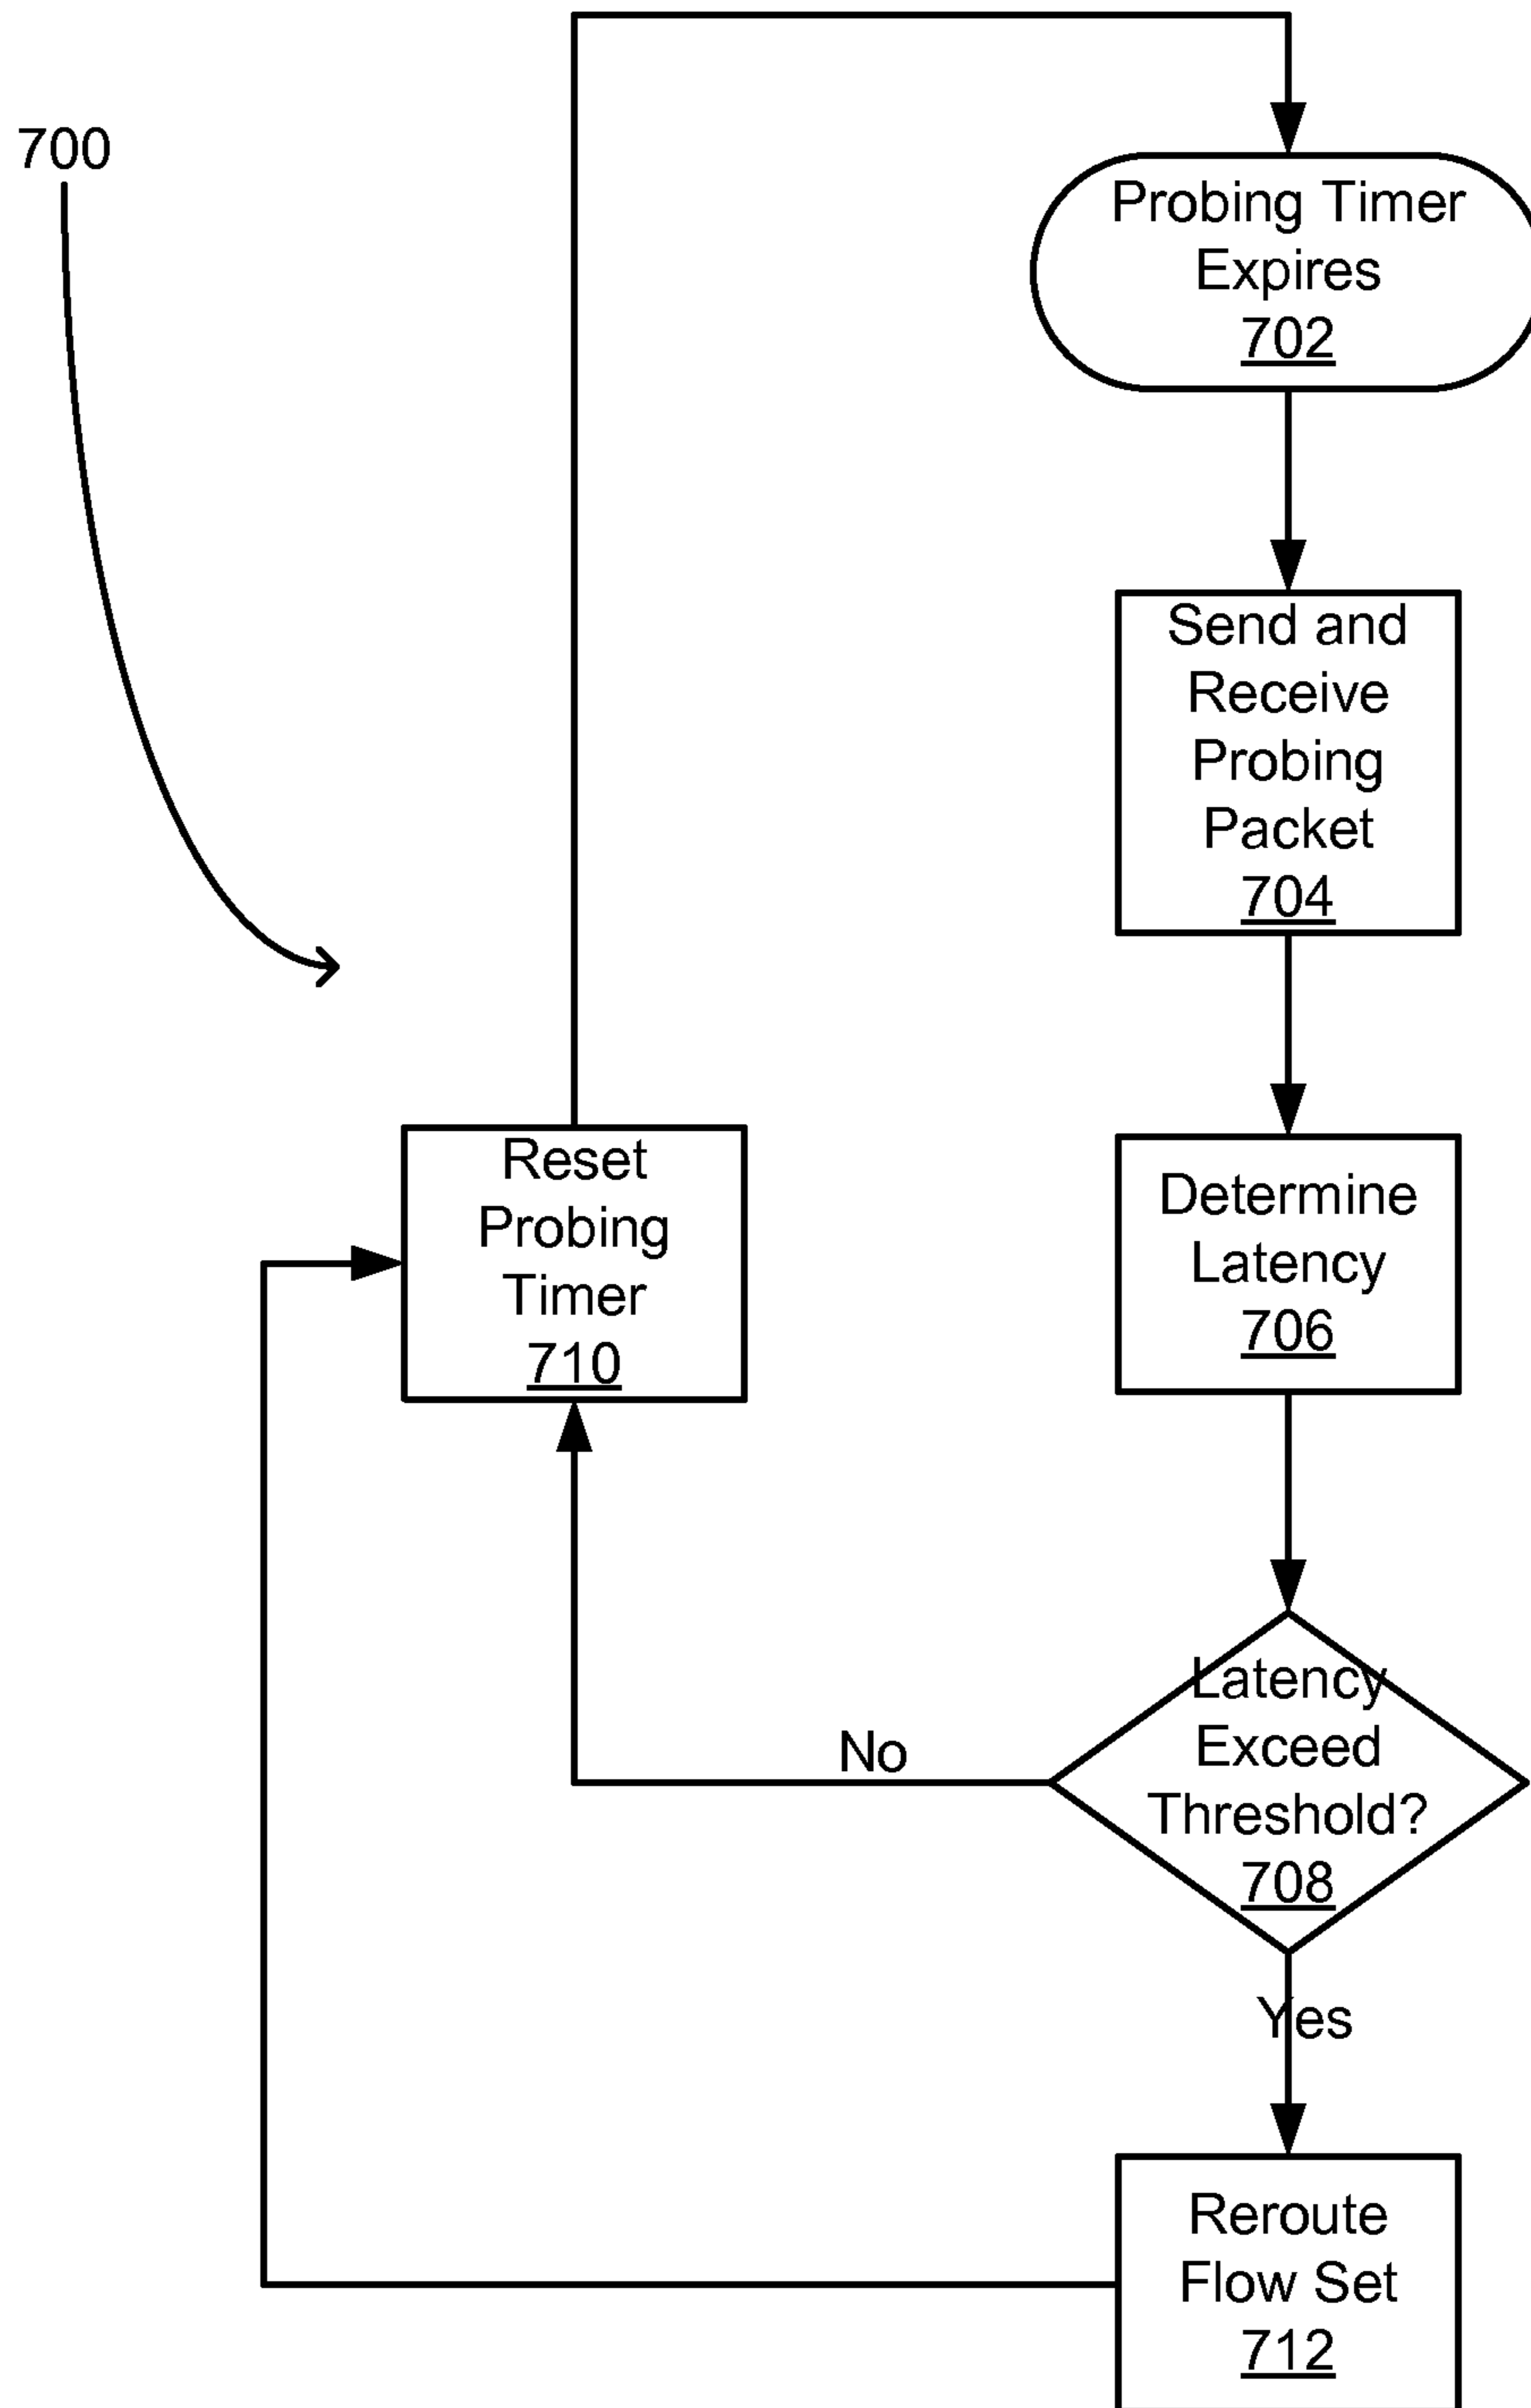 700
Probing Timer
Expires
702
Send and
Receive
Probing
Packet
704
Reset
Probing
Timer
710
Determine
Latency
706
Latency
Exceed
Threshold?
708
No
Yes
Reroute
Flow Set
712